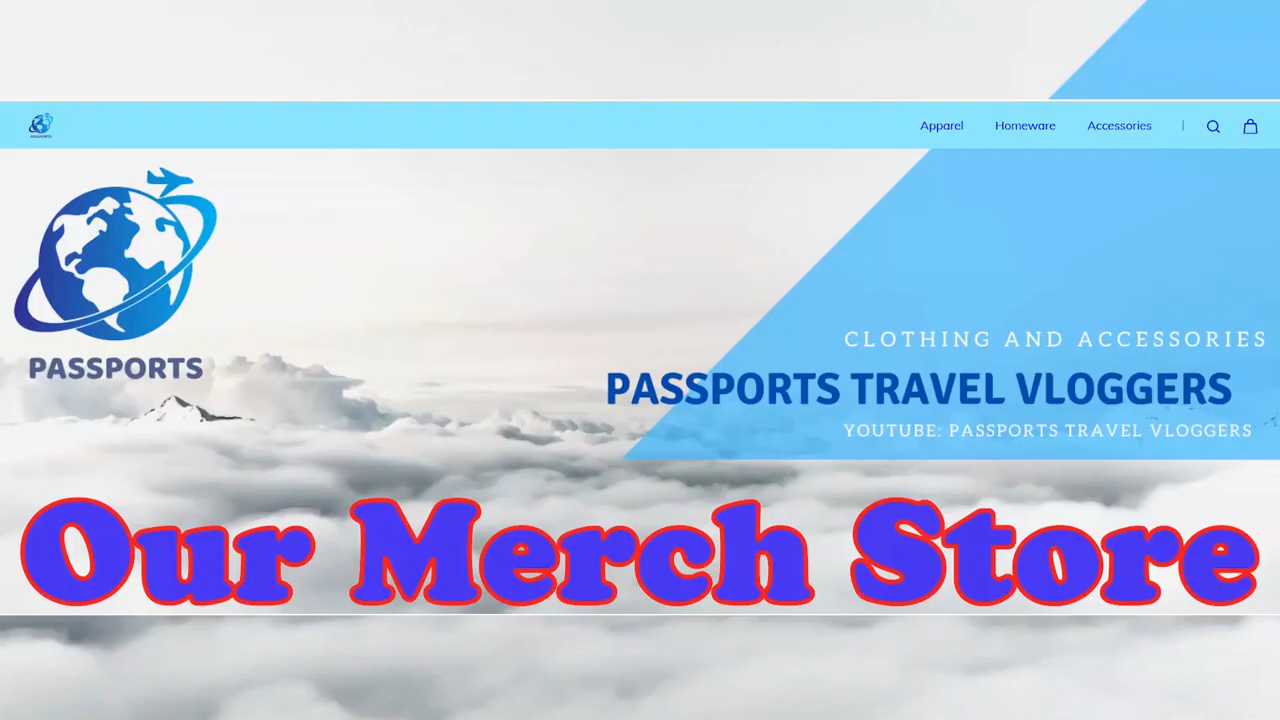 Apparel Homeware Accessories
PASSPORTS
CLOTHING AND ACCESSORIES
PASSPORTS TRAVEL VLOGGERS
YOUTUBE: PASSPORTS TRAVEL VLOGGERS
Our Merch Store